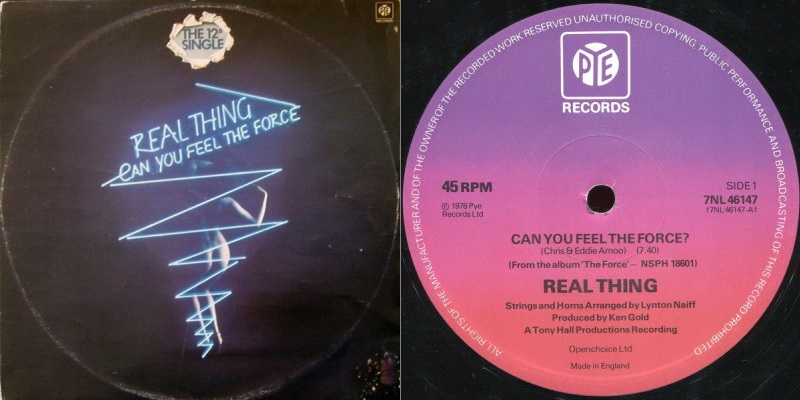 THE 12"
SINGLE
PYE
RECORDS
REAL THING
CAN YOU FEEL THE FORCE
ALL RIGHTS OF THE MANUFACTURER AND OF THE OWNER OF THE RECORDED WORK RESERVED UNAUTHORISED COPYING, PUBLIC PERFORMANCE AND BROADCASTING OF THIS RECORD PROHIBITED
PYE
RECORDS
45 RPM
SIDE 1
7NL 46147
℗ 1978 Pye
Records Ltd
17NL 46147-A1
CAN YOU FEEL THE FORCE?
(Chris & Eddie Amoo) (7.40)
(From the album 'The Force' – NSPH 18601)
REAL THING
Strings and Horns Arranged by Lynton Naiff
Produced by Ken Gold
A Tony Hall Productions Recording
Openchoice Ltd
Made in England